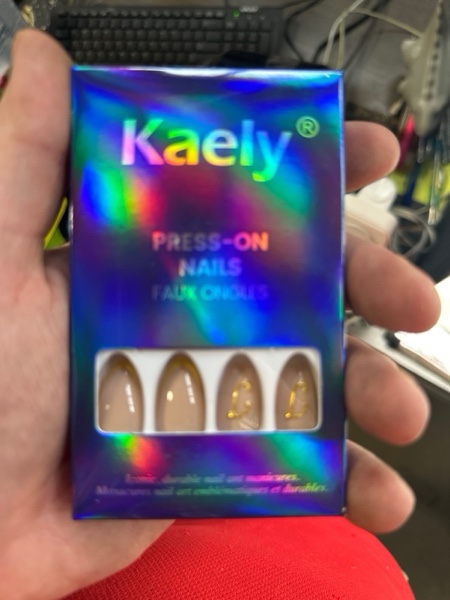 Kaely®
PRESS-ON
NAILS
FAUX ONGLES
Iconic, durable nail art manicures.
Manucures nail art emblématiques et durables.